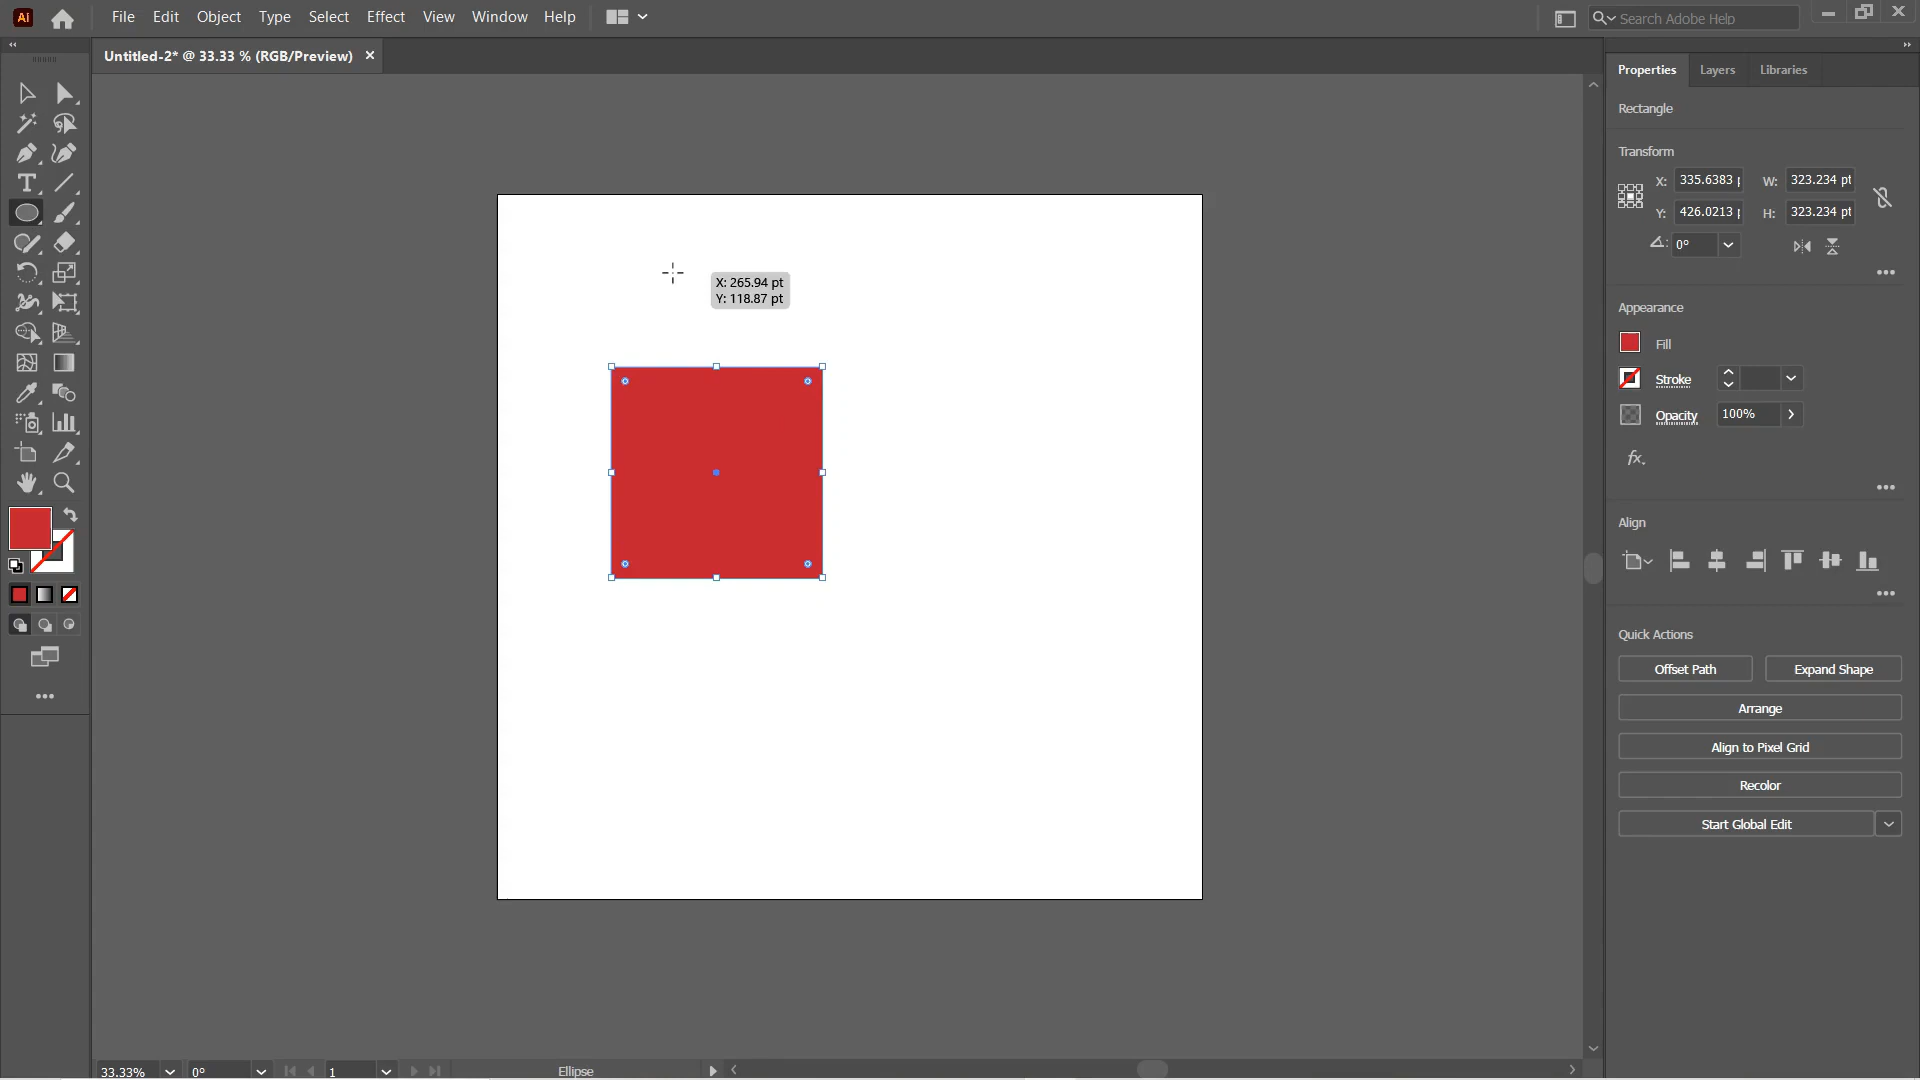 Ai File Edit Object Type Select Effect View Window Help Search Adobe Help
Untitled-2* @ 33.33 % (RGB/Preview)
Properties Layers Libraries
Rectangle
Transform
X: 335.6383 W: 323.234 pt
Y: 426.0213 H: 323.234 pt
0°
X: 265.94 pt
Y: 118.87 pt
Appearance
Fill
Stroke
Opacity 100%
fx.
Align
Quick Actions
Offset Path Expand Shape
Arrange
Align to Pixel Grid
Recolor
Start Global Edit
33.33% 0° 1 Ellipse